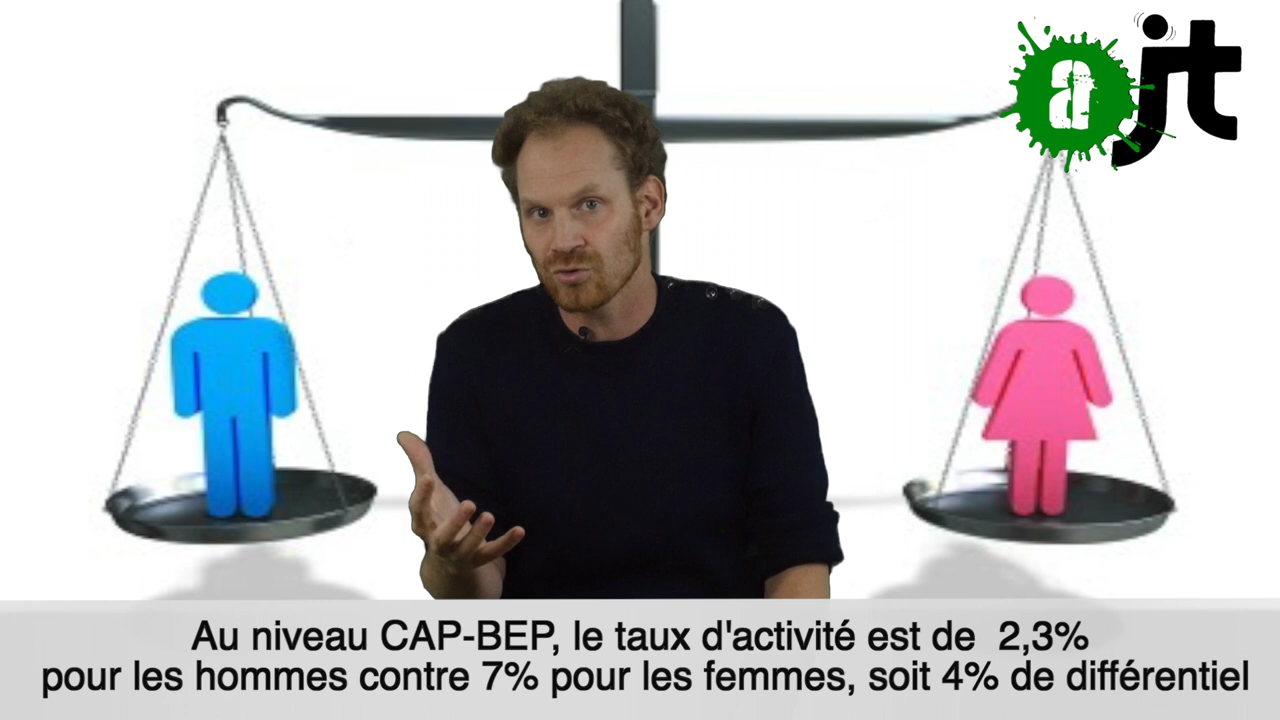 ajt
Au niveau CAP-BEP, le taux d'activité est de 2,3%
pour les hommes contre 7% pour les femmes, soit 4% de différentiel